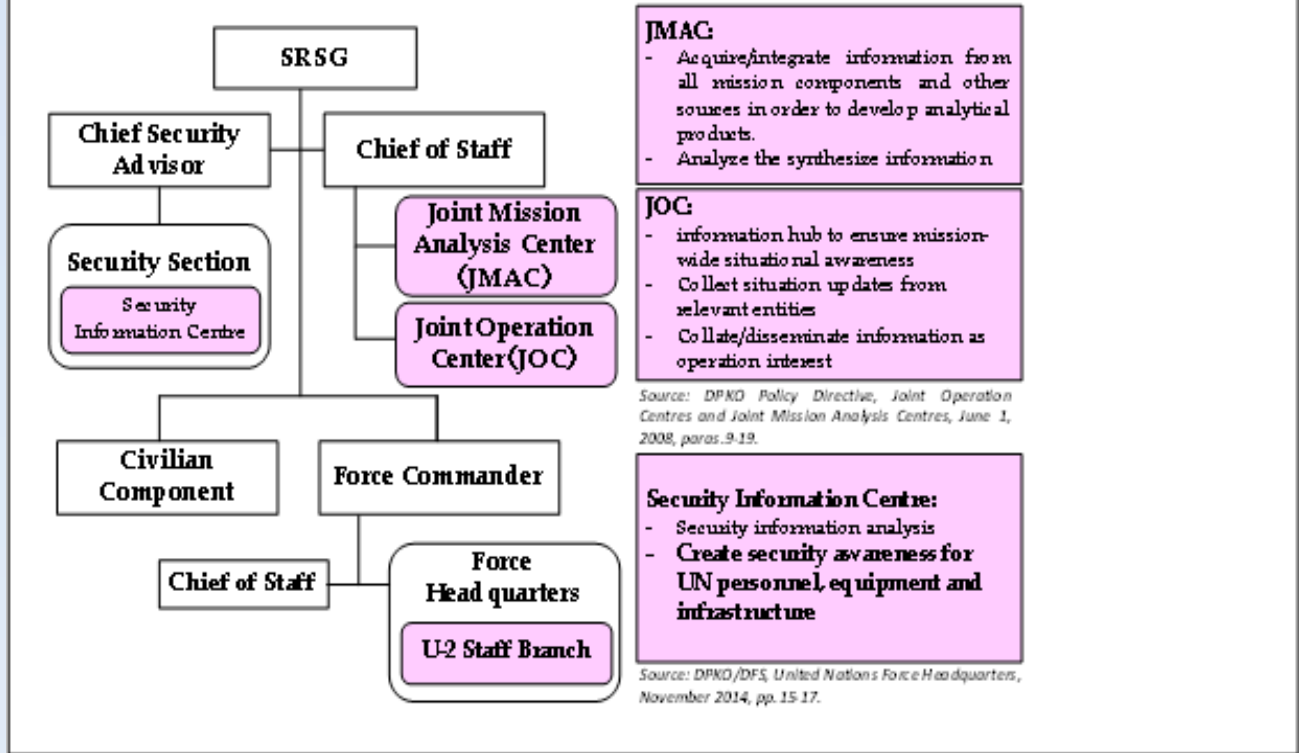 SRSG
Chief Security
Advisor
Chief of Staff
Security Section
Security
Information Centre
Joint Mission
Analysis Center
(JMAC)
Joint Operation
Center(JOC)
Civilian
Component
Force Commander
Chief of Staff
Force
Head quarters
U-2 Staff Branch
JMAC:
- Acquire/integrate information from
all mission components and other
sources in order to develop analytical
products.
- Analyze the synthesize information
JOC:
- information hub to ensure mission-
wide situational awareness
- Collect situation updates from
relevant entities
- Collate/disseminate information as
operation interest
Source: DPKO Policy Directive, Joint Operation
Centres and Joint Mission Analysis Centres, June 1,
2008, paras.9-19.
Security Information Centre:
- Security information analysis
- Create security awareness for
UN personnel, equipment and
infrastructure
Source: DPKO/DFS, United Nations Force Headquarters,
November 2014, pp. 15-17.